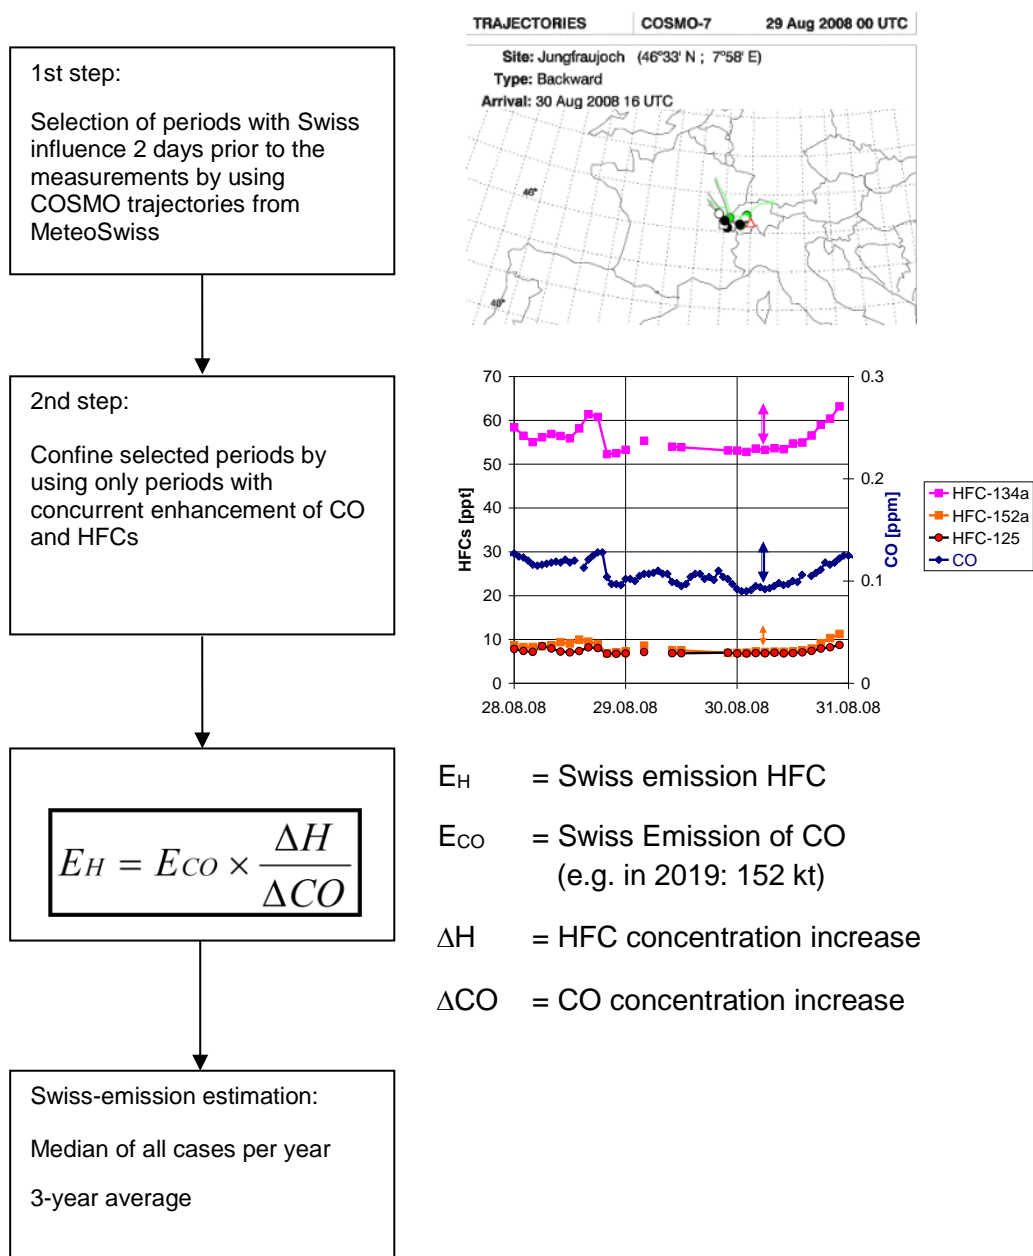 1st step:
Selection of periods with Swiss
influence 2 days prior to the
measurements by using
COSMO trajectories from
MeteoSwiss
TRAJECTORIES COSMO-7 29 Aug 2008 00 UTC
Site: Jungfraujoch (46°33' N ; 7°58' E)
Type: Backward
Arrival: 30 Aug 2008 16 UTC
46°
40°
2nd step:
Confine selected periods by
using only periods with
concurrent enhancement of CO
and HFCs
70
60
50
40
30
20
10
0
HFCs [ppt]
0.3
0.2
0.1
0
CO [ppm]
28.08.08 29.08.08 30.08.08 31.08.08
HFC-134a
HFC-152a
HFC-125
CO
EH = ECO × ΔH / ΔCO
EH = Swiss emission HFC
ECO = Swiss Emission of CO
(e.g. in 2019: 152 kt)
ΔH = HFC concentration increase
ΔCO = CO concentration increase
Swiss-emission estimation:
Median of all cases per year
3-year average